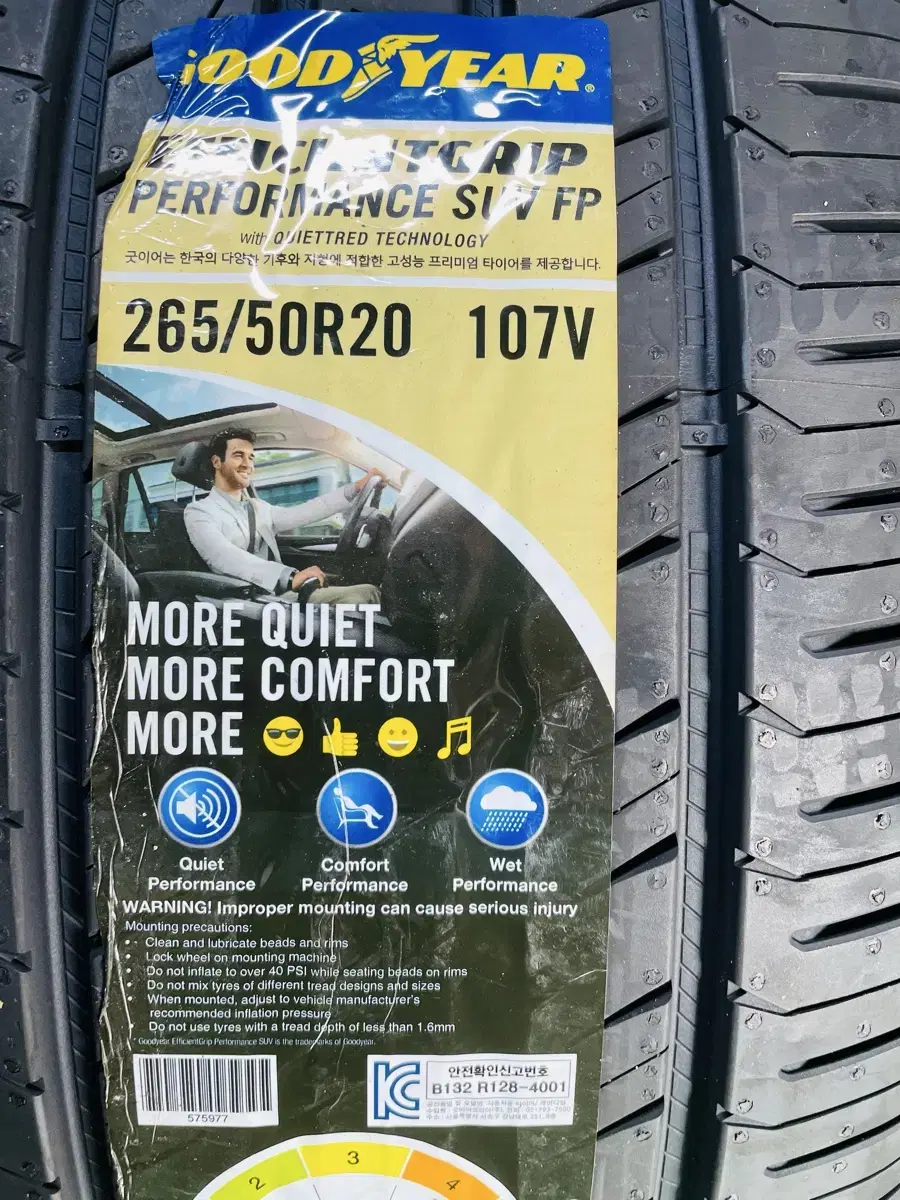 GOODYEAR®
EFFICIENTGRIP
PERFORMANCE SUV FP
with QUIETTRED TECHNOLOGY
굿이어는 한국의 다양한 기후와 지형에 적합한 고성능 프리미엄 타이어를 제공합니다.
265/50R20 107V
MORE QUIET
MORE COMFORT
MORE 😎 👍 😀 🎵
Quiet Performance
Comfort Performance
Wet Performance
WARNING! Improper mounting can cause serious injury
Mounting precautions:
• Clean and lubricate beads and rims
• Lock wheel on mounting machine
• Do not inflate to over 40 PSI while seating beads on rims
• Do not mix tyres of different tread designs and sizes
• When mounted, adjust to vehicle manufacturer's
recommended inflation pressure
• Do not use tyres with a tread depth of less than 1.6mm
* Goodyear EfficientGrip Performance SUV is the trademarks of Goodyear.
575977
안전확인신고번호
B132 R128-4001
2
3
4